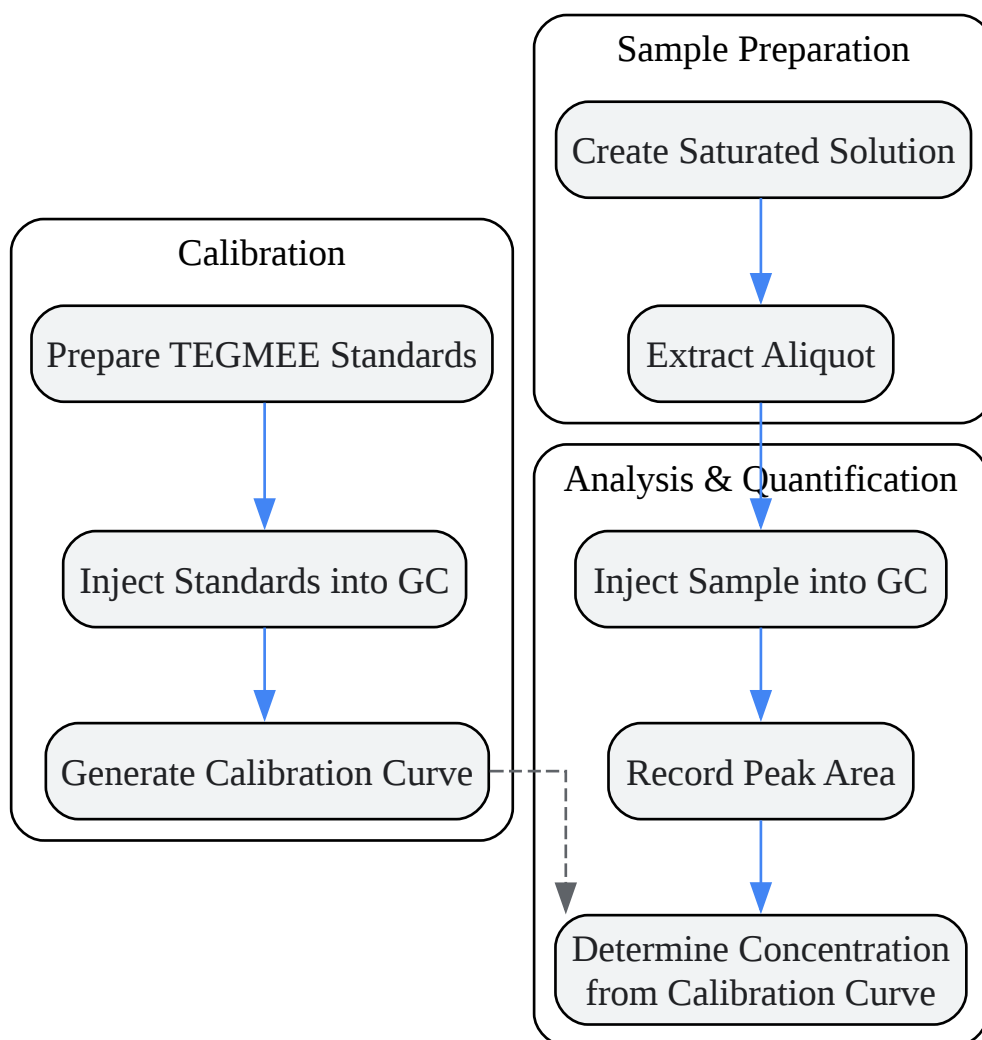 Sample Preparation
Create Saturated Solution
Extract Aliquot
Calibration
Prepare TEGMEE Standards
Inject Standards into GC
Generate Calibration Curve
Analysis & Quantification
Inject Sample into GC
Record Peak Area
Determine Concentration
from Calibration Curve